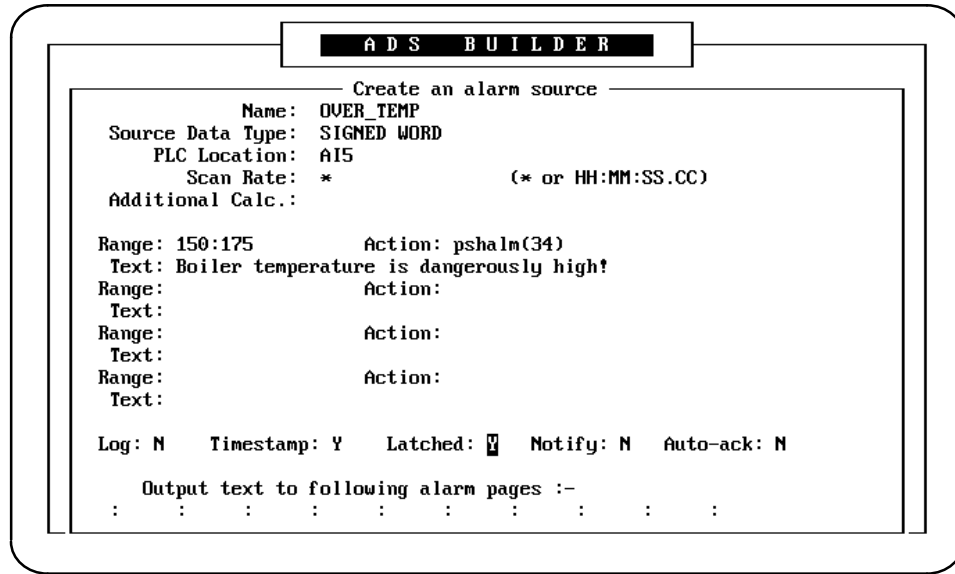 ADS BUILDER
Create an alarm source
Name: OVER_TEMP
Source Data Type: SIGNED WORD
PLC Location: AI5
Scan Rate: * (* or HH:MM:SS.CC)
Additional Calc.:
Range: 150:175 Action: pshalm(34)
Text: Boiler temperature is dangerously high!
Range: Action:
Text:
Range: Action:
Text:
Range: Action:
Text:
Log: N Timestamp: Y Latched: Y Notify: N Auto-ack: N
Output text to following alarm pages :-
: : : : : : : : : :